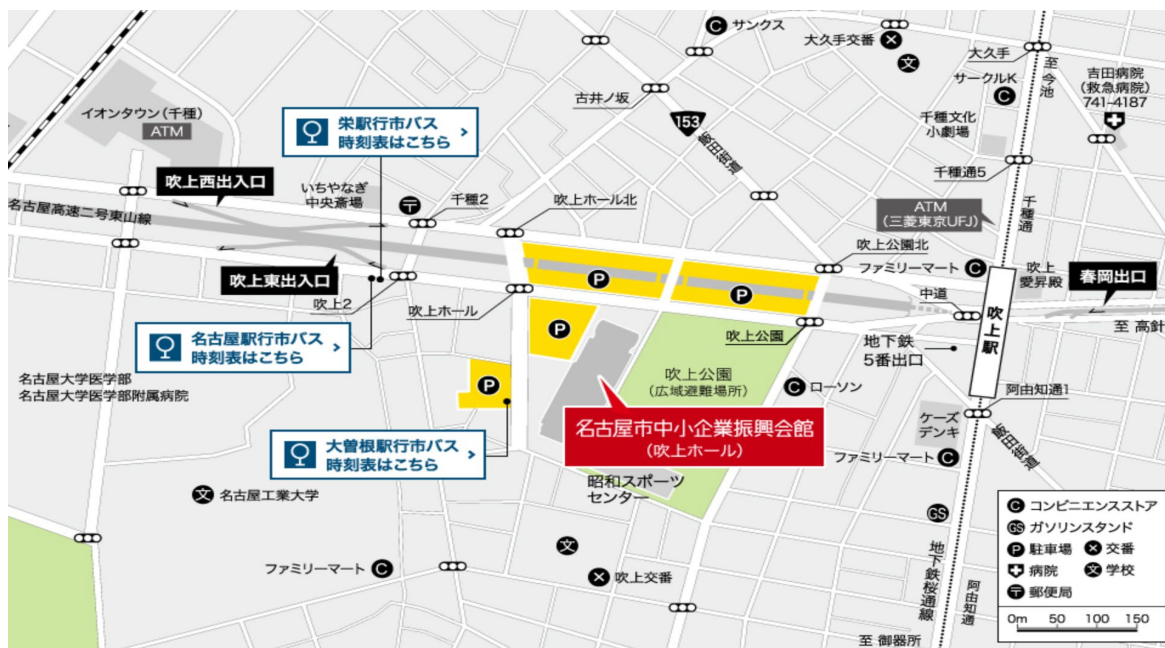 サンクス
大久手交番
文
大久手
サークルK
至 今池
吉田病院
(救急病院)
741-4187
古井ノ坂
イオンタウン(千種)
ATM
栄駅行市バス
時刻表はこちら
153
飯田街道
千種文化
小劇場
千種通5
吹上西出入口
いちやなぎ
中央斎場
千種2
吹上ホール北
ATM
(三菱東京UFJ)
千種通
名古屋高速二号東山線
吹上公園北
ファミリーマート
吹上
愛昇殿
春岡出口
吹上東出入口
P
P
吹上2
吹上ホール
中道
吹上駅
至 高針
名古屋駅行市バス
時刻表はこちら
P
吹上公園
地下鉄
5番出口
名古屋大学医学部
名古屋大学医学部附属病院
P
吹上公園
(広域避難場所)
ローソン
阿由知通1
名古屋市中小企業振興会館
(吹上ホール)
ケーズ
デンキ
飯田街道
大曽根駅行市バス
時刻表はこちら
ファミリーマート
昭和スポーツ
センター
文 名古屋工業大学
GS
地下鉄桜通線
文
ファミリーマート
吹上交番
阿由知通
至 御器所
C コンビニエンスストア
GS ガソリンスタンド
P 駐車場
交番
病院
文 学校
郵便局
0m 50 100 150